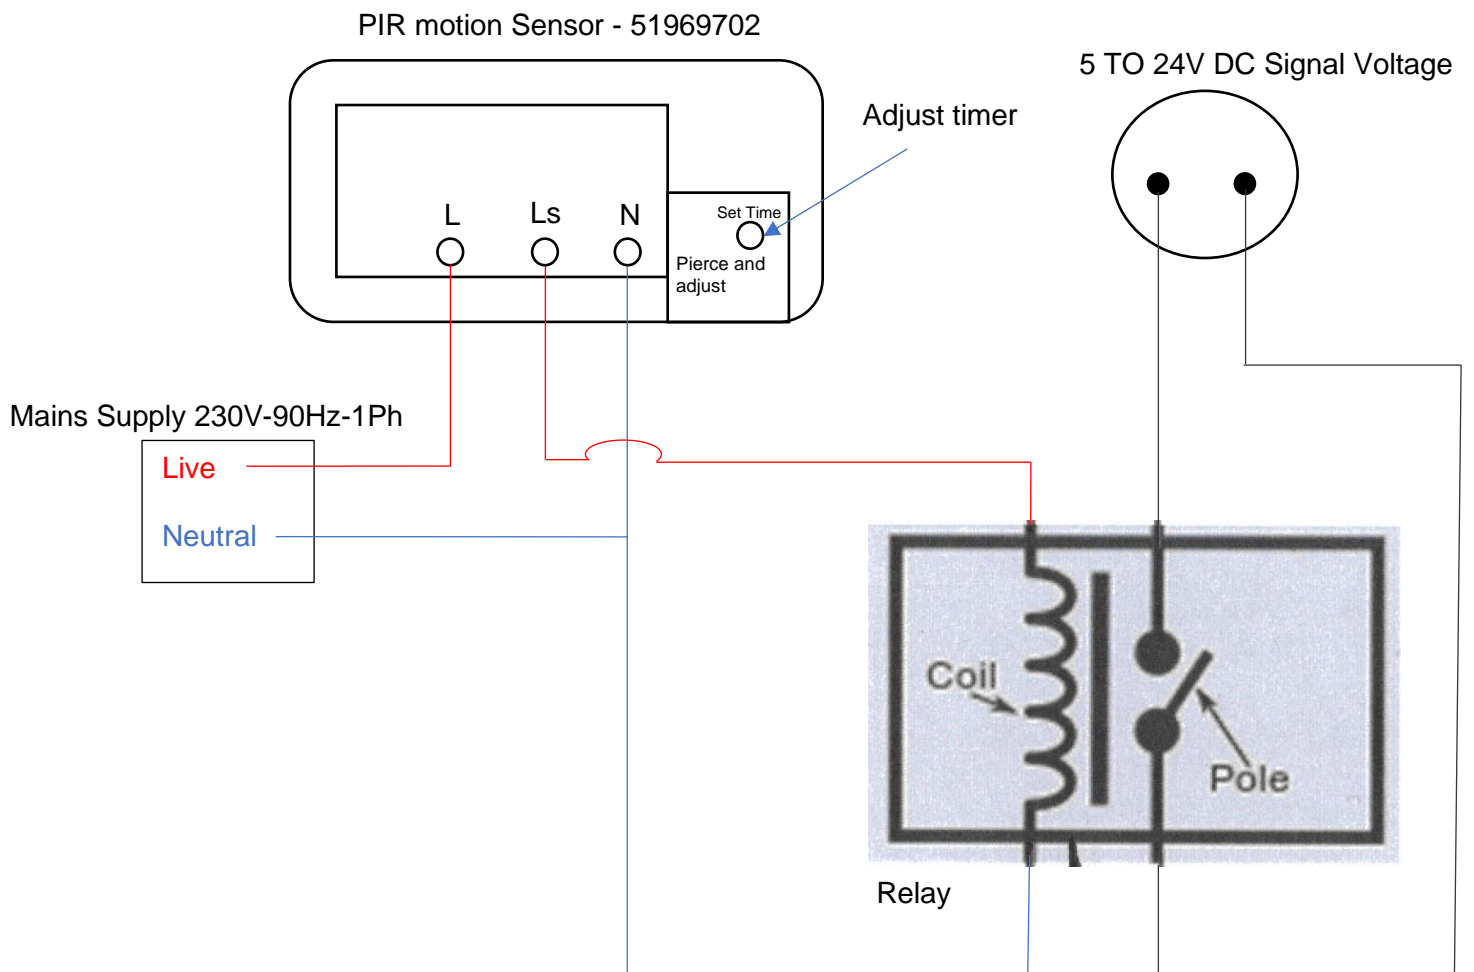 PIR motion Sensor - 51969702
5 TO 24V DC Signal Voltage
Adjust timer
L
Ls
N
Set Time
Pierce and
adjust
Mains Supply 230V-90Hz-1Ph
Live
Neutral
Coil
Pole
Relay